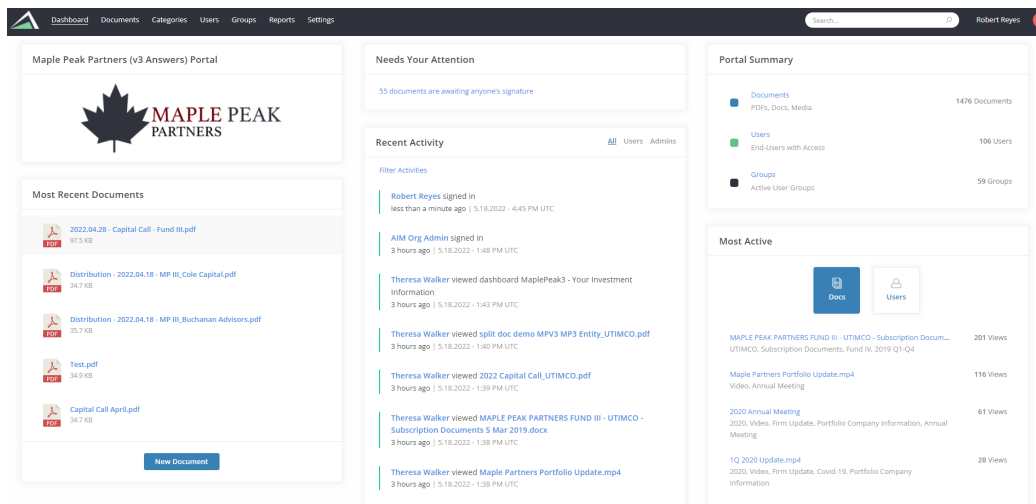 Dashboard Documents Categories Users Groups Reports Settings
Search...
Robert Reyes
Maple Peak Partners (v3 Answers) Portal
MAPLE PEAK
PARTNERS
Most Recent Documents
2022.04.28 - Capital Call - Fund III.pdf
97.5 KB
PDF
Distribution - 2022.04.18 - MP III_Cole Capital.pdf
34.7 KB
PDF
Distribution - 2022.04.18 - MP III_Buchanan Advisors.pdf
35.7 KB
PDF
Test.pdf
34.9 KB
PDF
Capital Call April.pdf
34.7 KB
PDF
New Document
Needs Your Attention
55 documents are awaiting anyone's signature
Recent Activity
All Users Admins
Filter Activities
Robert Reyes signed in
less than a minute ago | 5.18.2022 - 4:45 PM UTC
AIM Org Admin signed in
3 hours ago | 5.18.2022 - 1:48 PM UTC
Theresa Walker viewed dashboard MaplePeak3 - Your Investment
Information
3 hours ago | 5.18.2022 - 1:43 PM UTC
Theresa Walker viewed split doc demo MPV3 MP3 Entity_UTIMCO.pdf
3 hours ago | 5.18.2022 - 1:40 PM UTC
Theresa Walker viewed 2022 Capital Call_UTIMCO.pdf
3 hours ago | 5.18.2022 - 1:39 PM UTC
Theresa Walker viewed MAPLE PEAK PARTNERS FUND III - UTIMCO -
Subscription Documents 5 Mar 2019.docx
3 hours ago | 5.18.2022 - 1:38 PM UTC
Theresa Walker viewed Maple Partners Portfolio Update.mp4
3 hours ago | 5.18.2022 - 1:38 PM UTC
Portal Summary
Documents
PDFs, Docs, Media
1476 Documents
Users
End-Users with Access
106 Users
Groups
Active User Groups
59 Groups
Most Active
Docs
Users
MAPLE PEAK PARTNERS FUND III - UTIMCO - Subscription Docum...
201 Views
UTIMCO, Subscription Documents, Fund IV, 2019 Q1-Q4
Maple Partners Portfolio Update.mp4
116 Views
Video, Annual Meeting
2020 Annual Meeting
61 Views
2020, Video, Firm Update, Portfolio Company Information, Annual
Meeting
1Q 2020 Update.mp4
28 Views
2020, Video, Firm Update, Covid-19, Portfolio Company
Information